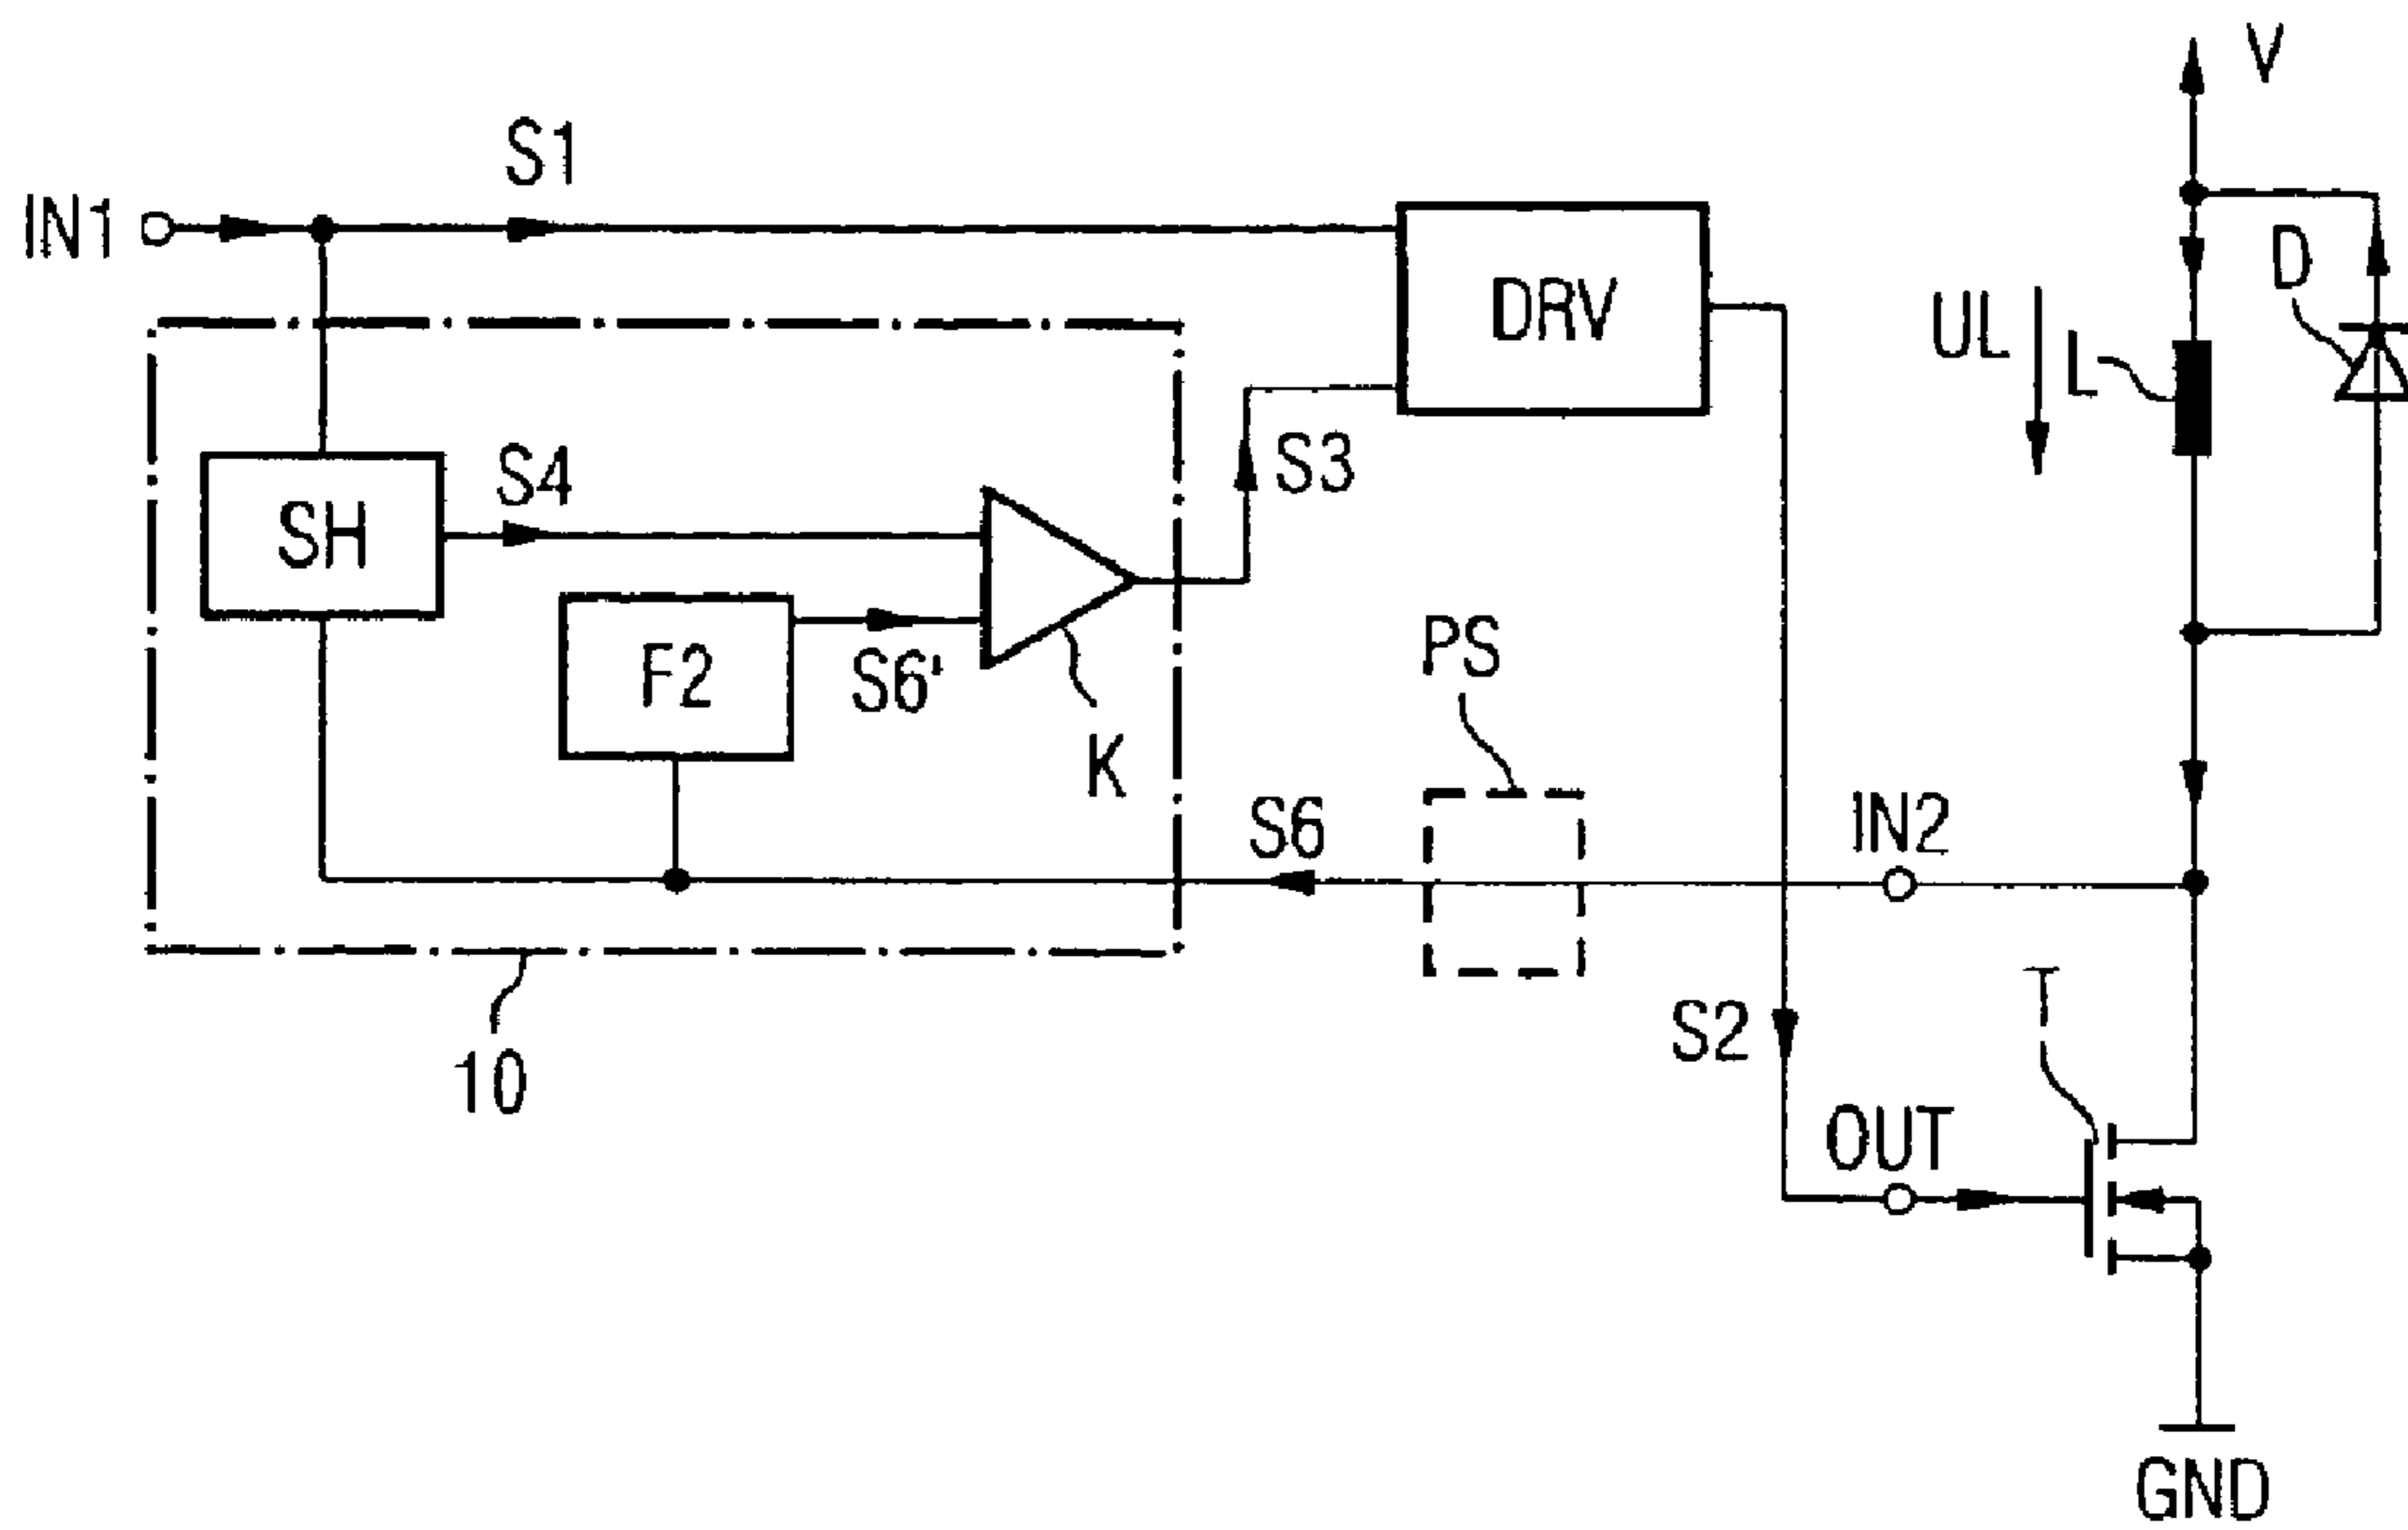 V
S1
IN1
D
DRV
UL
L
S3
S4
SH
PS
F2
S6'
K
S6
IN2
T
S2
10
OUT
GND